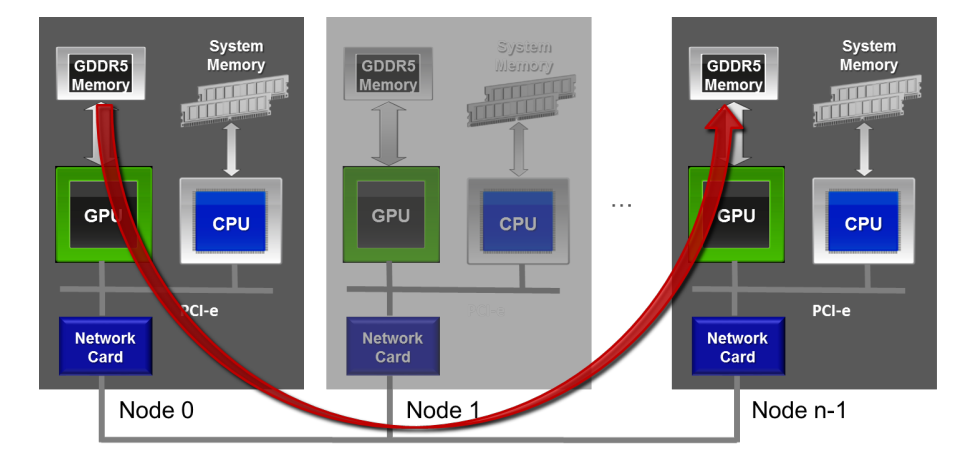 GDDR5
Memory
System
Memory
GPU
CPU
PCI-e
Network
Card
Node 0
GDDR5
Memory
System
Memory
GPU
CPU
PCI-e
Network
Card
Node 1
...
GDDR5
Memory
System
Memory
GPU
CPU
PCI-e
Network
Card
Node n-1